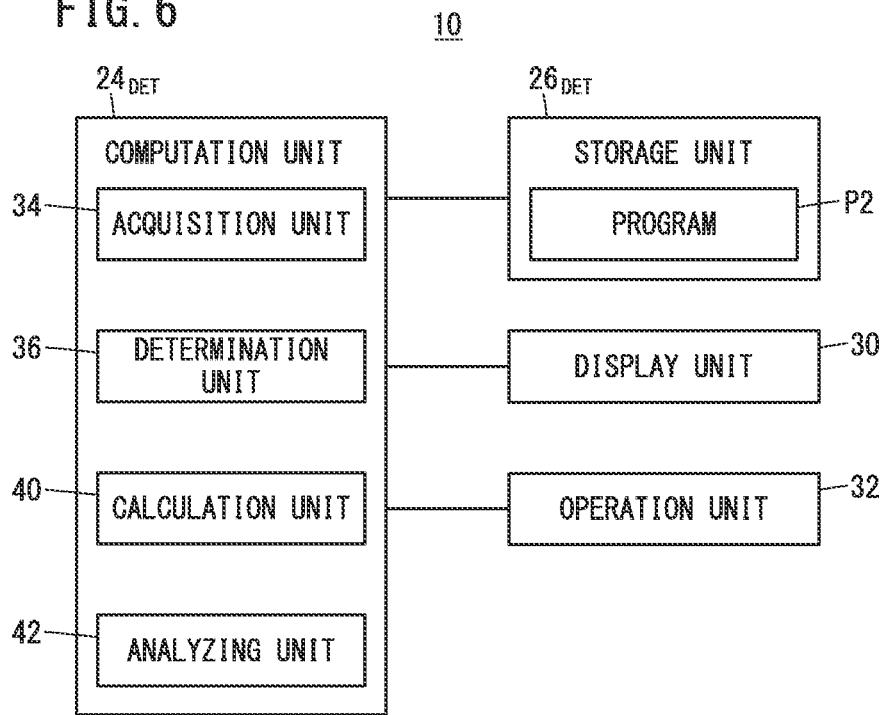 FIG. 6
10
24DET
26DET
COMPUTATION UNIT
STORAGE UNIT
34
ACQUISITION UNIT
PROGRAM
P2
36
DETERMINATION
UNIT
DISPLAY UNIT
30
40
CALCULATION UNIT
OPERATION UNIT
32
42
ANALYZING UNIT